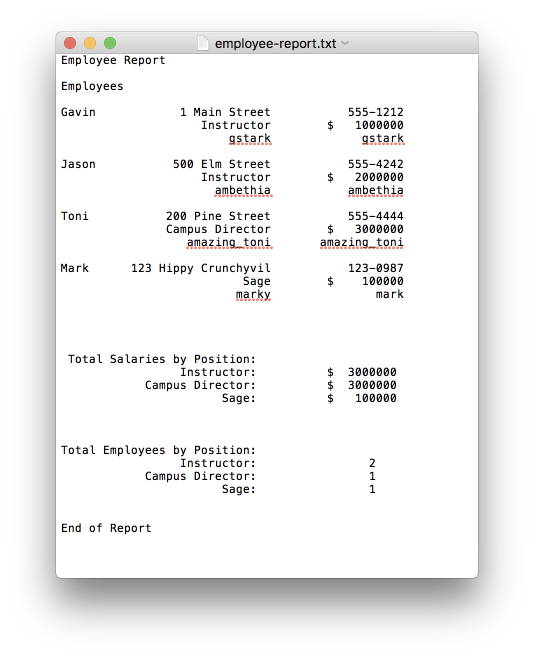 employee-report.txt
Employee Report
Employees
Gavin 1 Main Street 555-1212
Instructor $ 1000000
gstark gstark
Jason 500 Elm Street 555-4242
Instructor $ 2000000
ambethia ambethia
Toni 200 Pine Street 555-4444
Campus Director $ 3000000
amazing_toni amazing_toni
Mark 123 Hippy Crunchyvil 123-0987
Sage $ 100000
marky mark
Total Salaries by Position:
Instructor: $ 3000000
Campus Director: $ 3000000
Sage: $ 100000
Total Employees by Position:
Instructor: 2
Campus Director: 1
Sage: 1
End of Report